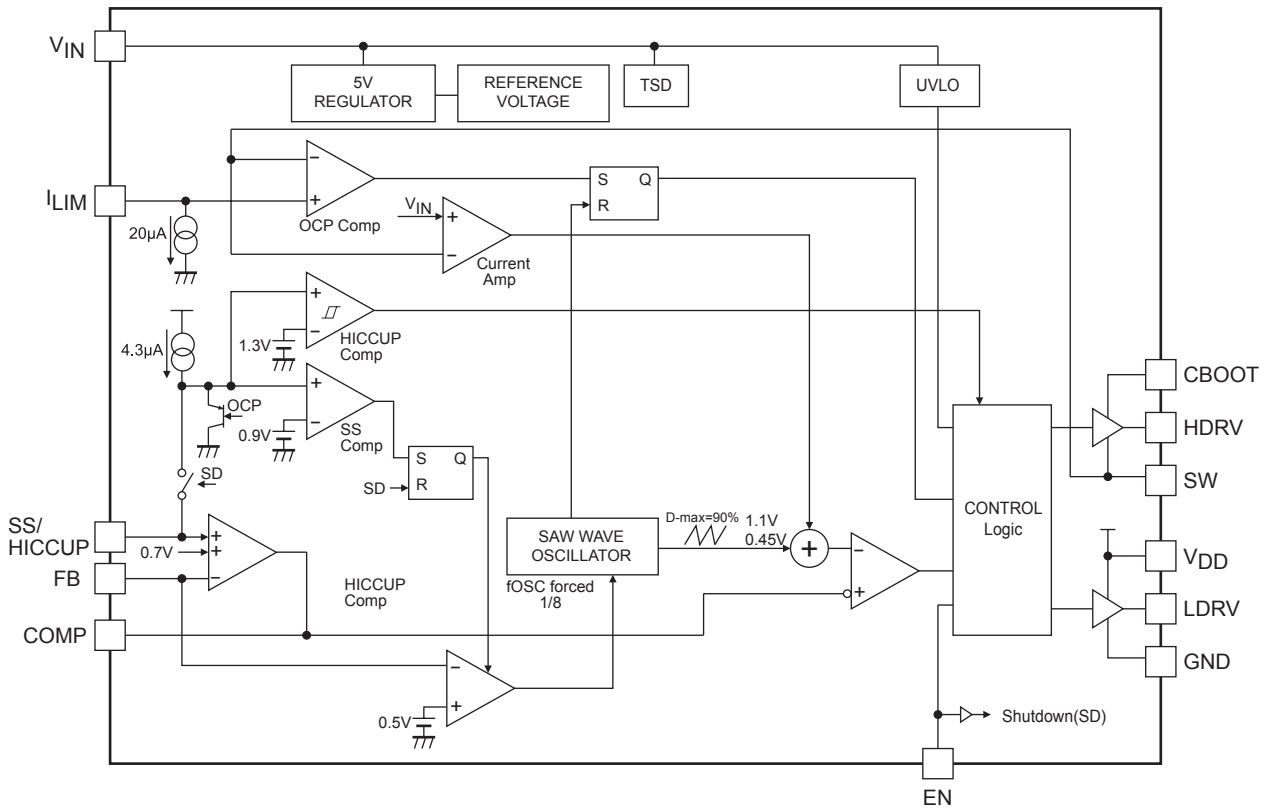 VIN
5V
REGULATOR
REFERENCE
VOLTAGE
TSD
UVLO
ILIM
−
+
OCP Comp
S Q
R
20µA
VIN
+
−
Current
Amp
4.3µA
+
−
1.3V
HICCUP
Comp
OCP
+
−
0.9V
SS
Comp
SD
S Q
R
SD
SS/
HICCUP
0.7V
+
+
−
FB
HICCUP
Comp
COMP
SAW WAVE
OSCILLATOR
fOSC forced
1/8
D-max=90%
1.1V
0.45V
+
−
+
−
+
0.5V
CONTROL
Logic
CBOOT
HDRV
SW
VDD
LDRV
GND
Shutdown(SD)
EN